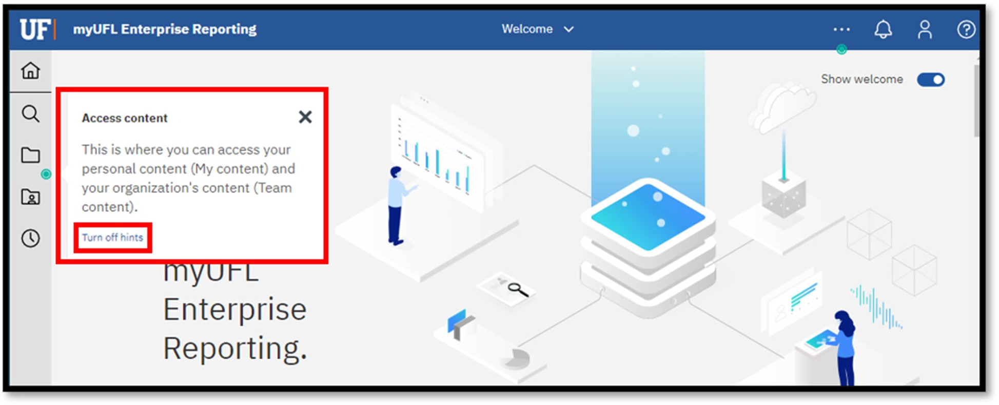 UF myUFL Enterprise Reporting
Welcome
Show welcome
Access content
This is where you can access your
personal content (My content) and
your organization's content (Team
content).
Turn off hints
myUFL
Enterprise
Reporting.